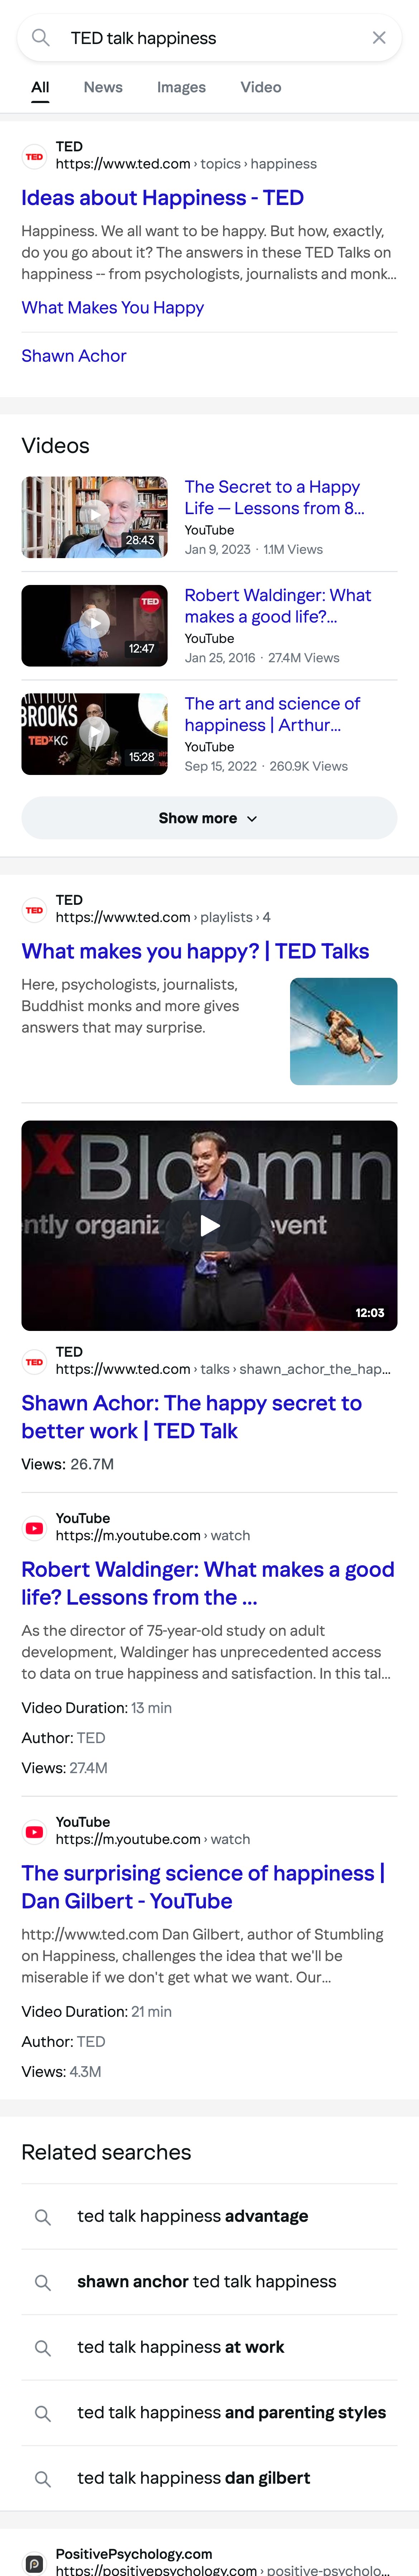 TED talk happiness
All News Images Video
TED
TED
https://www.ted.com › topics › happiness
Ideas about Happiness - TED
Happiness. We all want to be happy. But how, exactly,
do you go about it? The answers in these TED Talks on
happiness -- from psychologists, journalists and monk...
What Makes You Happy
Shawn Achor
Videos
28:43
The Secret to a Happy
Life — Lessons from 8...
YouTube
Jan 9, 2023 · 1.1M Views
TED
12:47
Robert Waldinger: What
makes a good life?...
YouTube
Jan 25, 2016 · 27.4M Views
ARTHUR
BROOKS
TEDxKC
15:28
The art and science of
happiness | Arthur...
YouTube
Sep 15, 2022 · 260.9K Views
Show more
TED
TED
https://www.ted.com › playlists › 4
What makes you happy? | TED Talks
Here, psychologists, journalists,
Buddhist monks and more gives
answers that may surprise.
xBloomin
ntly organiz event
12:03
TED
TED
https://www.ted.com › talks › shawn_achor_the_hap...
Shawn Achor: The happy secret to
better work | TED Talk
Views: 26.7M
YouTube
https://m.youtube.com › watch
Robert Waldinger: What makes a good
life? Lessons from the ...
As the director of 75-year-old study on adult
development, Waldinger has unprecedented access
to data on true happiness and satisfaction. In this tal...
Video Duration: 13 min
Author: TED
Views: 27.4M
YouTube
https://m.youtube.com › watch
The surprising science of happiness |
Dan Gilbert - YouTube
http://www.ted.com Dan Gilbert, author of Stumbling
on Happiness, challenges the idea that we'll be
miserable if we don't get what we want. Our...
Video Duration: 21 min
Author: TED
Views: 4.3M
Related searches
ted talk happiness advantage
shawn anchor ted talk happiness
ted talk happiness at work
ted talk happiness and parenting styles
ted talk happiness dan gilbert
PositivePsychology.com
https://positivepsychology.com › positive-psycholo...